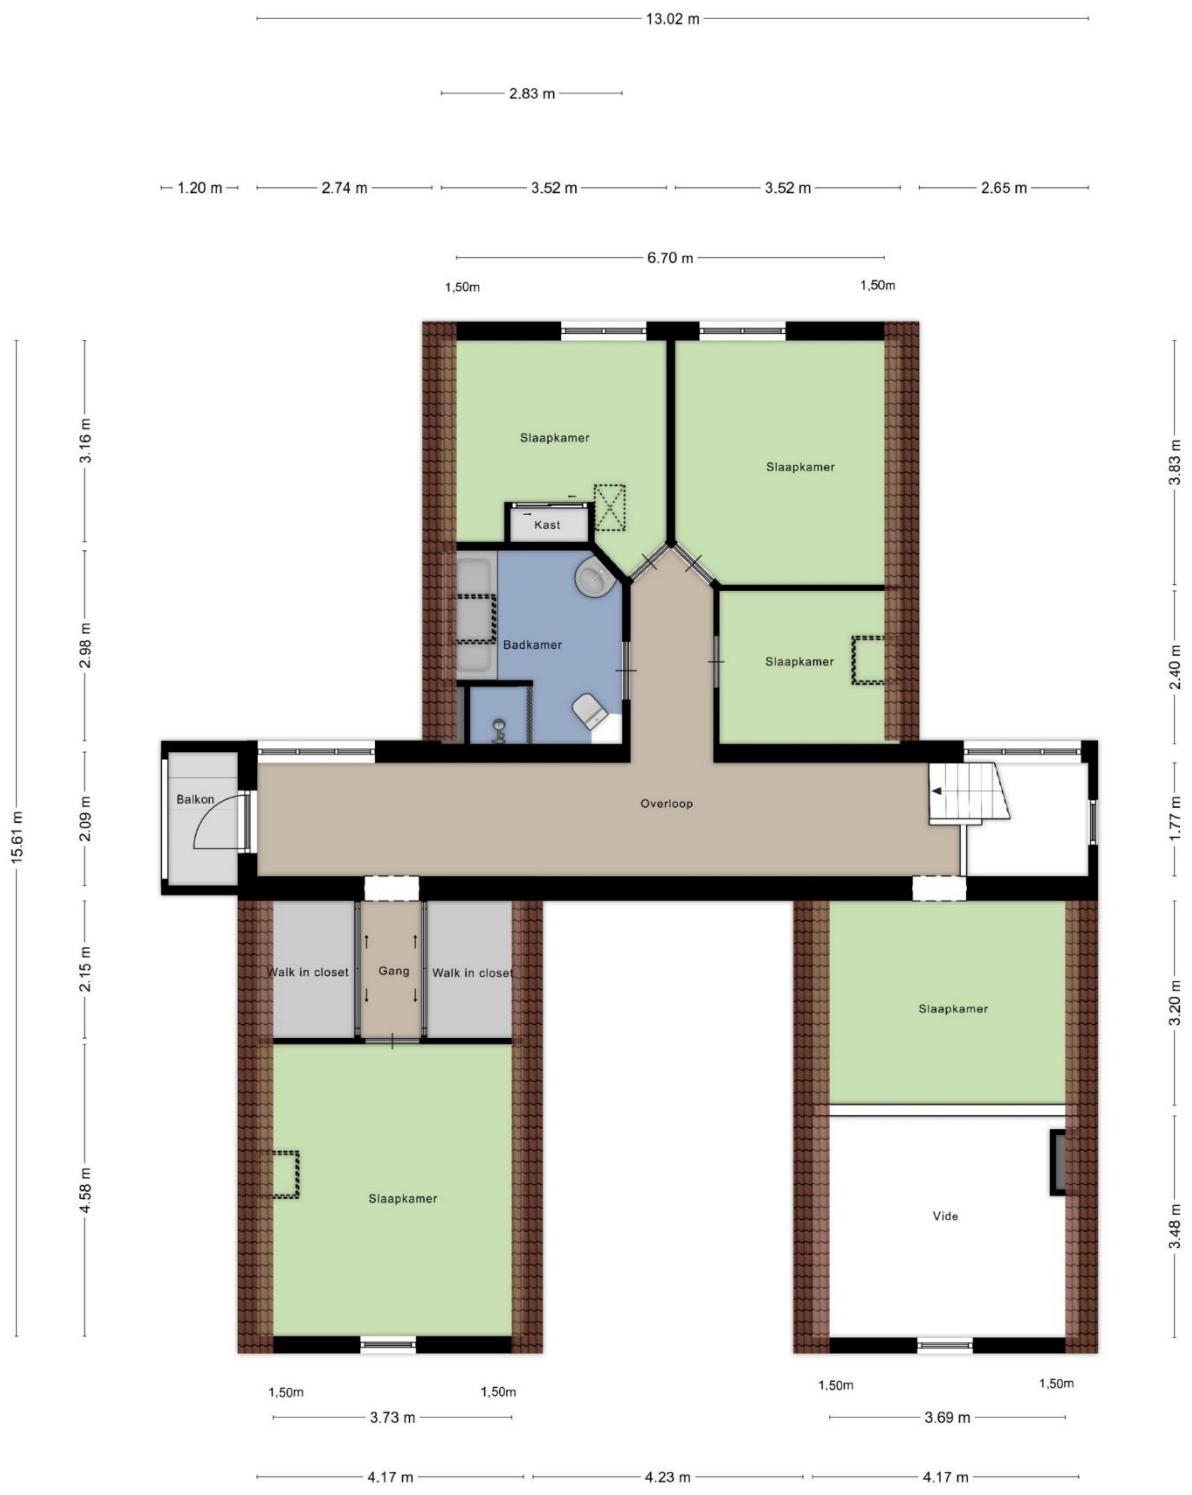 13.02 m
2.83 m
1.20 m
2.74 m
3.52 m
3.52 m
2.65 m
6.70 m
1,50m
1,50m
15.61 m
3.16 m
3.83 m
Slaapkamer
Slaapkamer
Kast
2.98 m
Badkamer
Slaapkamer
2.40 m
Balkon
Overloop
2.09 m
1.77 m
2.15 m
Walk in closet
Gang
Walk in closet
Slaapkamer
3.20 m
4.58 m
Slaapkamer
Vide
3.48 m
1,50m
1,50m
1,50m
1,50m
3.73 m
3.69 m
4.17 m
4.23 m
4.17 m